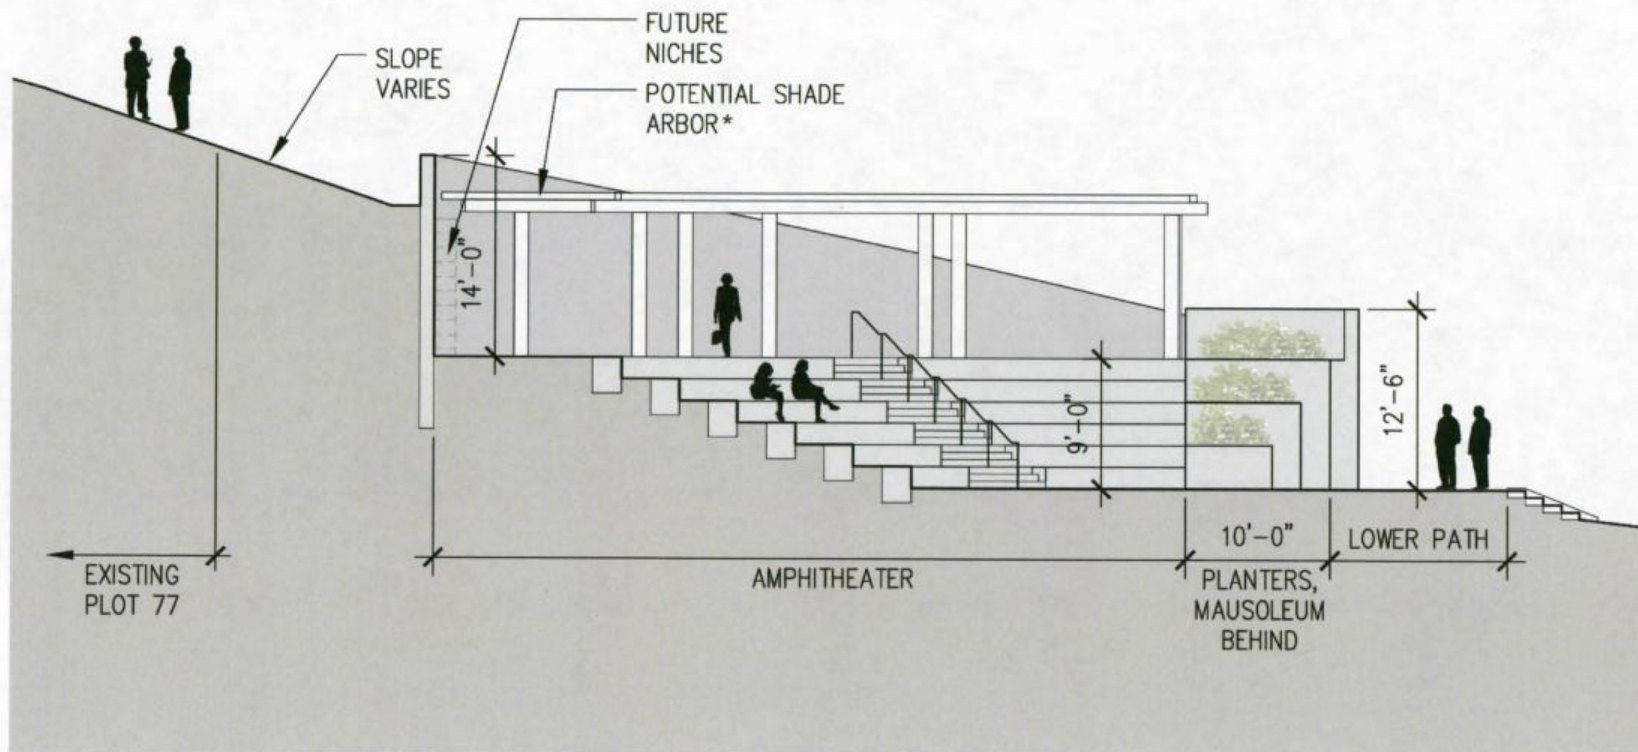 FUTURE
NICHES
SLOPE
VARIES
POTENTIAL SHADE
ARBOR*
14'-0"
9'-0"
12'-6"
10'-0"
LOWER PATH
EXISTING
PLOT 77
AMPHITHEATER
PLANTERS,
MAUSOLEUM
BEHIND